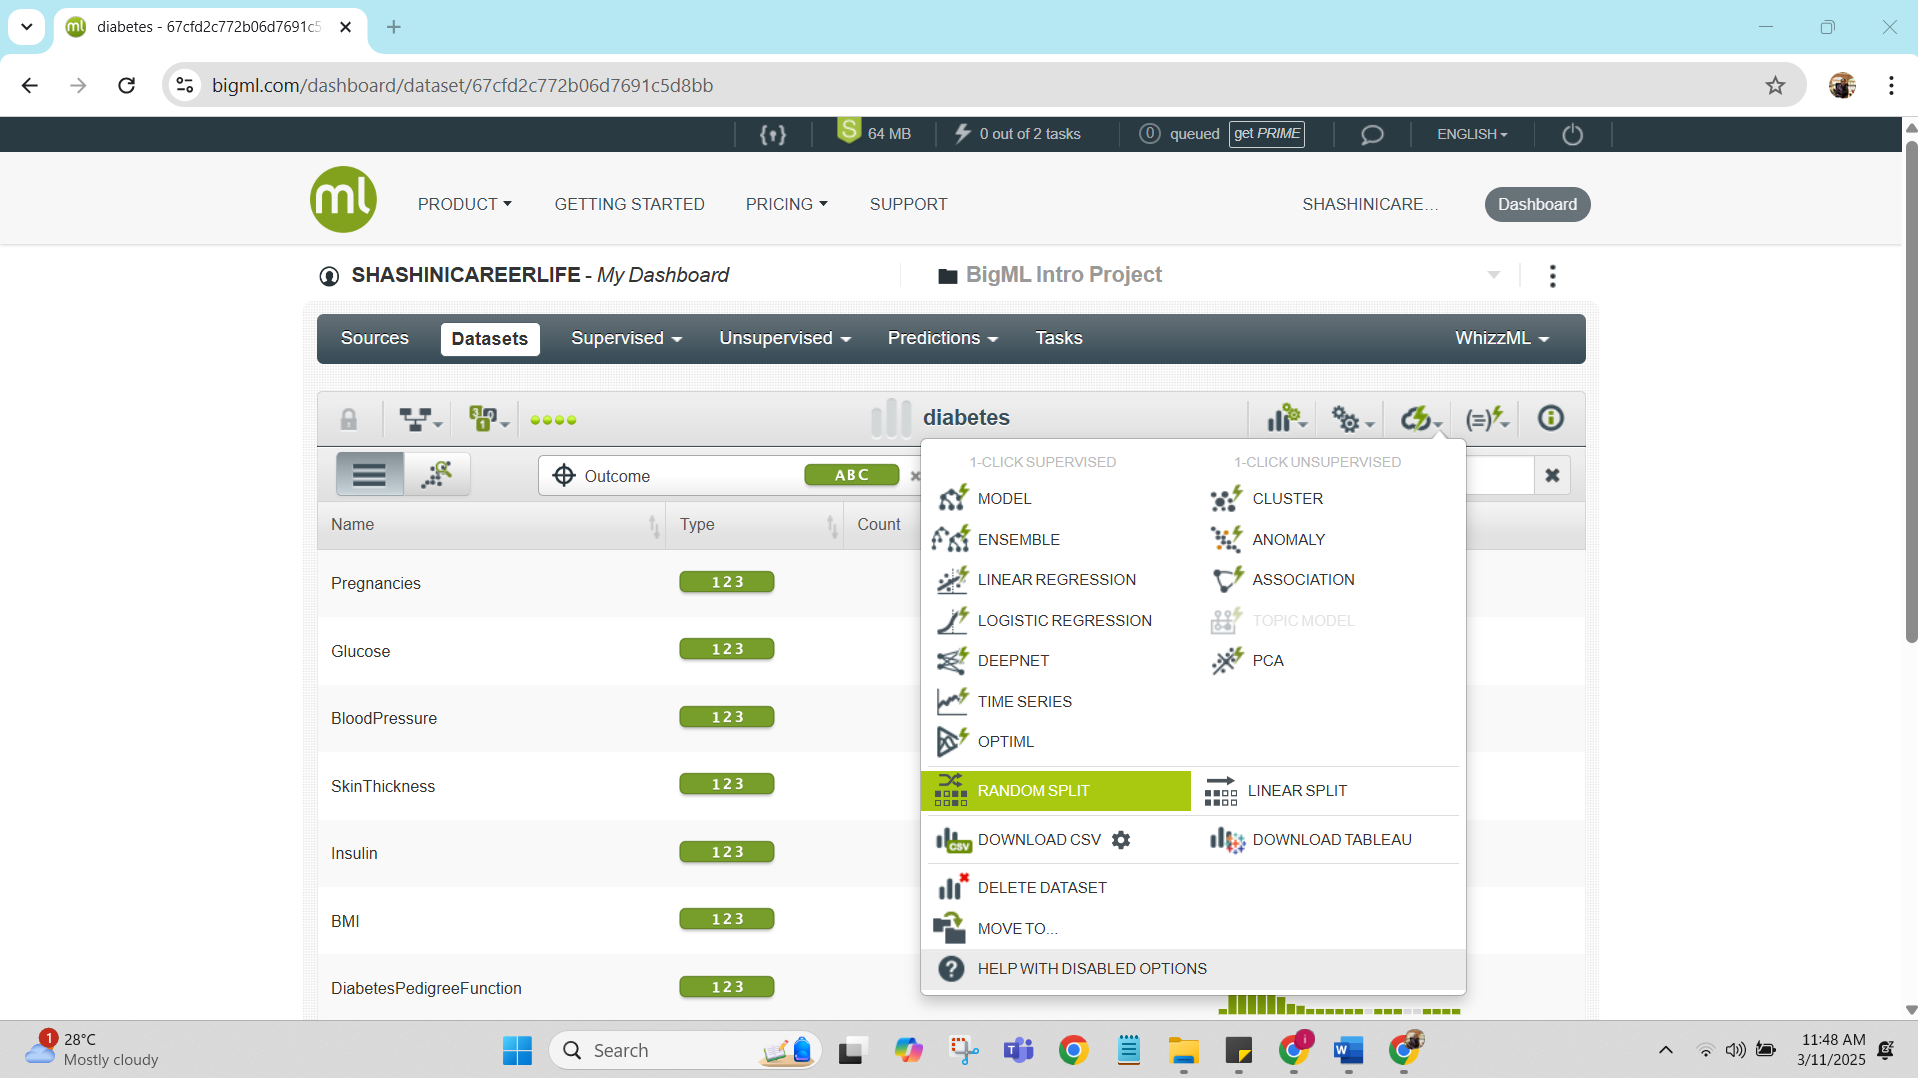 diabetes - 67cfd2c772b06d7691c5
bigml.com/dashboard/dataset/67cfd2c772b06d7691c5d8bb
S 64 MB 0 out of 2 tasks 0 queued get PRIME ENGLISH
ml PRODUCT GETTING STARTED PRICING SUPPORT SHASHINICARE... Dashboard
SHASHINICAREERLIFE - My Dashboard BigML Intro Project
Sources Datasets Supervised Unsupervised Predictions Tasks WhizzML
diabetes
1-CLICK SUPERVISED 1-CLICK UNSUPERVISED
Outcome ABC
MODEL CLUSTER
Name Type Count
ENSEMBLE ANOMALY
Pregnancies 123
LINEAR REGRESSION ASSOCIATION
LOGISTIC REGRESSION TOPIC MODEL
Glucose 123
DEEPNET PCA
TIME SERIES
BloodPressure 123
OPTIML
SkinThickness 123
RANDOM SPLIT LINEAR SPLIT
Insulin 123
CSV DOWNLOAD CSV DOWNLOAD TABLEAU
DELETE DATASET
BMI 123
MOVE TO...
HELP WITH DISABLED OPTIONS
DiabetesPedigreeFunction 123
1 28°C
Mostly cloudy
Search
11:48 AM
3/11/2025